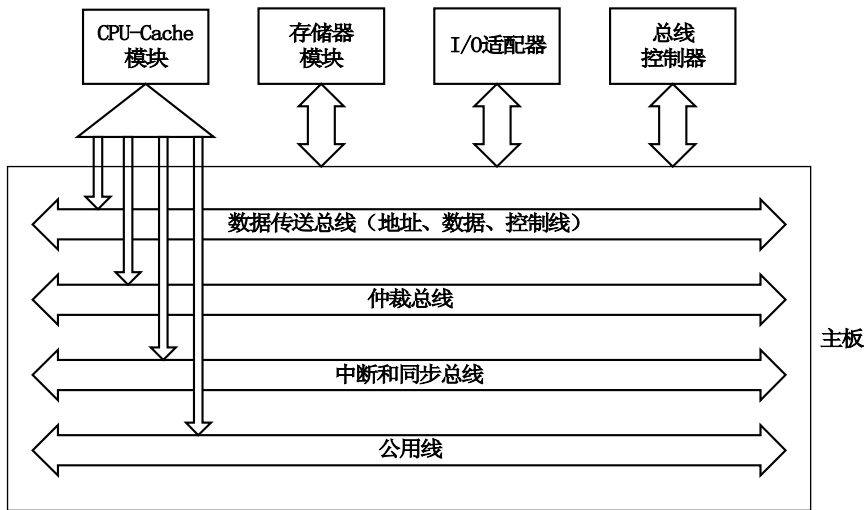 CPU-Cache
模块
存储器
模块
I/O适配器
总线
控制器
数据传送总线（地址、数据、控制线）
仲裁总线
主板
中断和同步总线
公用线